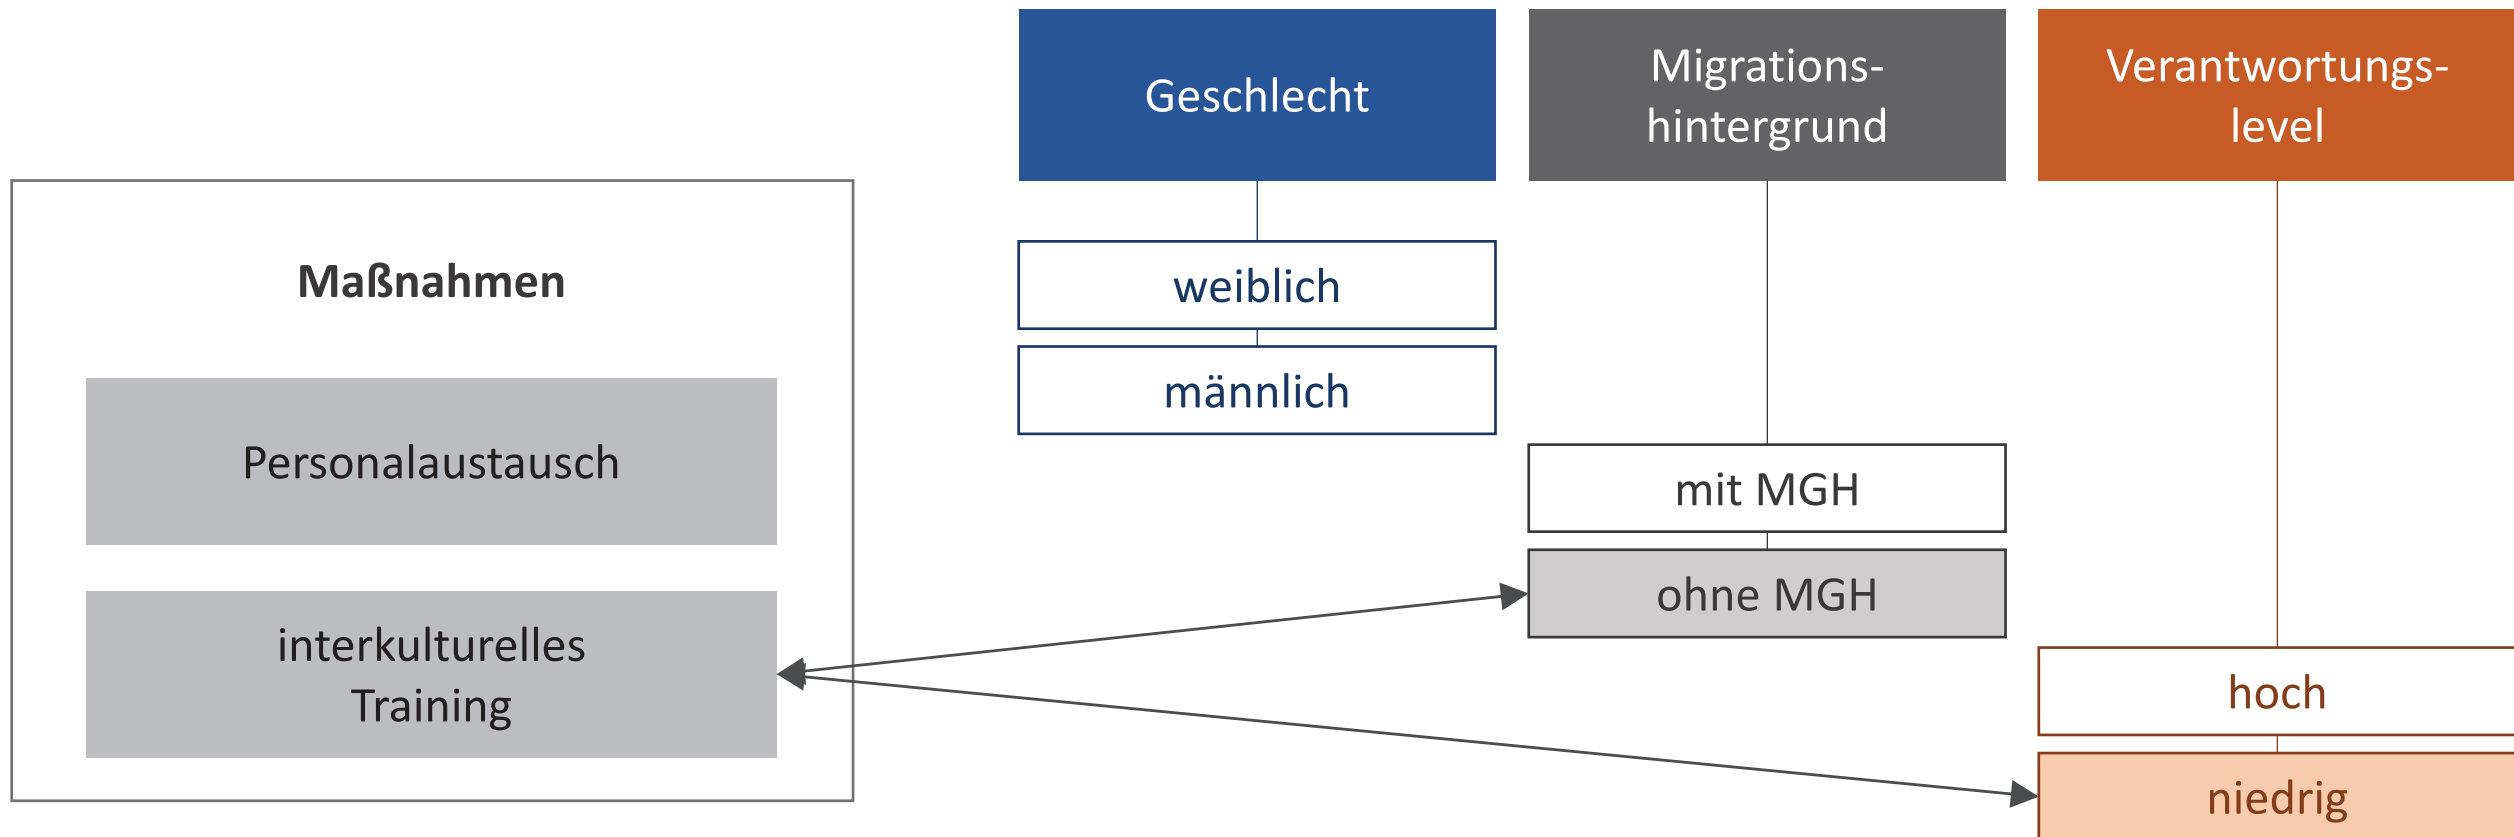 Geschlecht
Migrations-
hintergrund
Verantwortungs-
level
Maßnahmen
Personalaustausch
interkulturelles
Training
weiblich
männlich
mit MGH
ohne MGH
hoch
niedrig